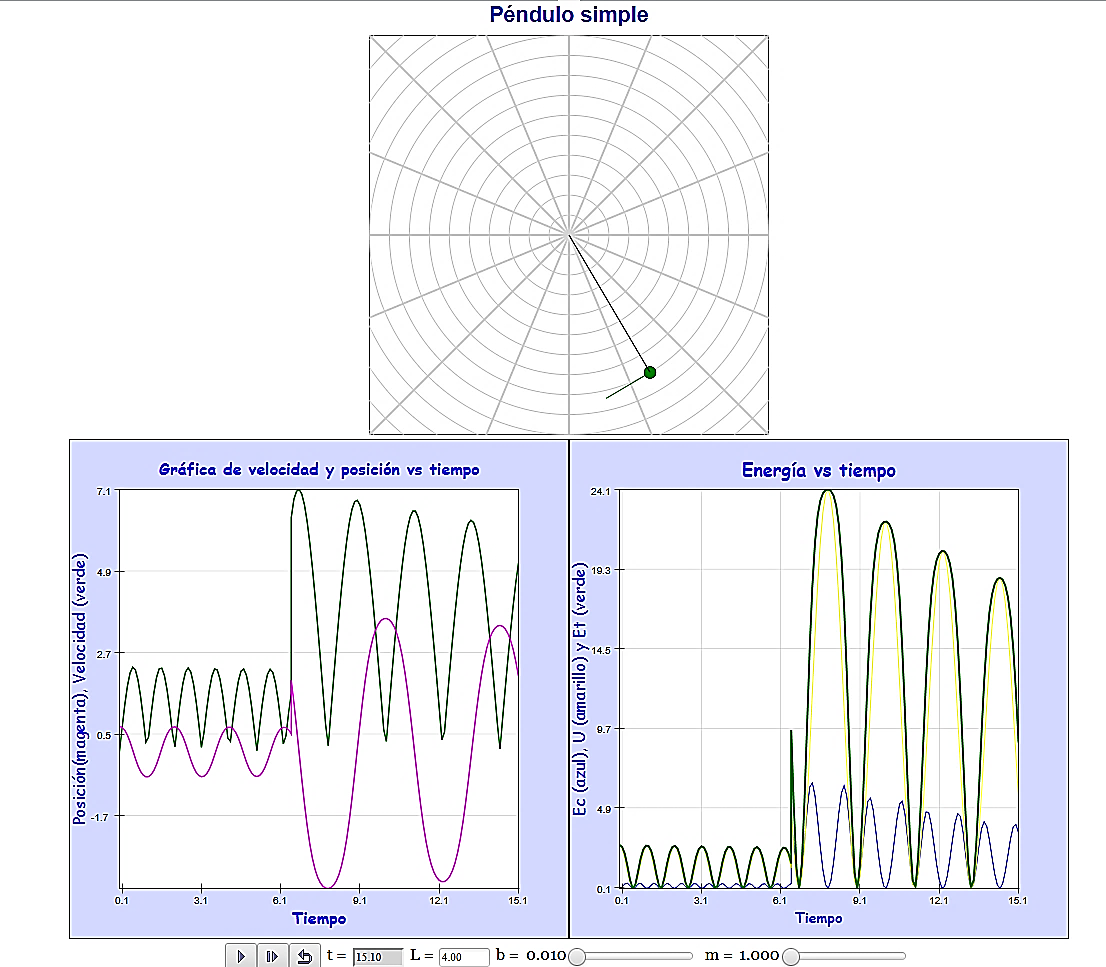 Péndulo simple
Gráfica de velocidad y posición vs tiempo
Posición(magenta), Velocidad (verde)
7.1
4.9
2.7
0.5
-1.7
0.1 3.1 6.1 9.1 12.1 15.1
Tiempo
Energía vs tiempo
Ec (azul), U (amarillo) y Et (verde)
24.1
19.3
14.5
9.7
4.9
0.1
0.1 3.1 6.1 9.1 12.1 15.1
Tiempo
t = 15.10 L = 4.00 b = 0.010 m = 1.000